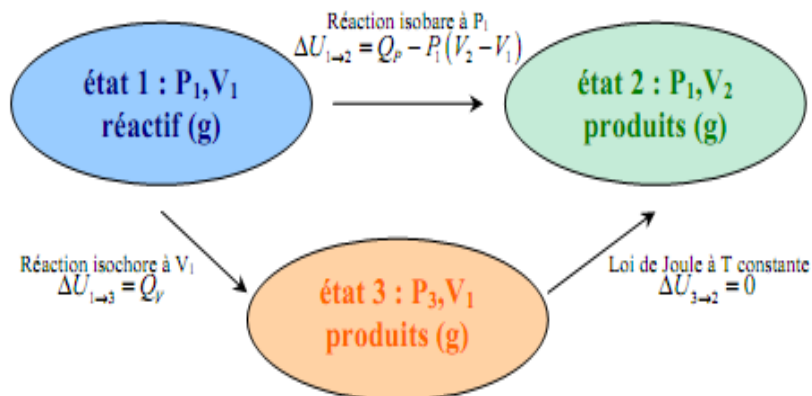 Réaction isobare à P₁
ΔU₁→₂ = Q_P − P₁(V₂ − V₁)
état 1 : P₁,V₁
réactif (g)
état 2 : P₁,V₂
produits (g)
Réaction isochore à V₁
ΔU₁→₃ = Q_V
Loi de Joule à T constante
ΔU₃→₂ = 0
état 3 : P₃,V₁
produits (g)